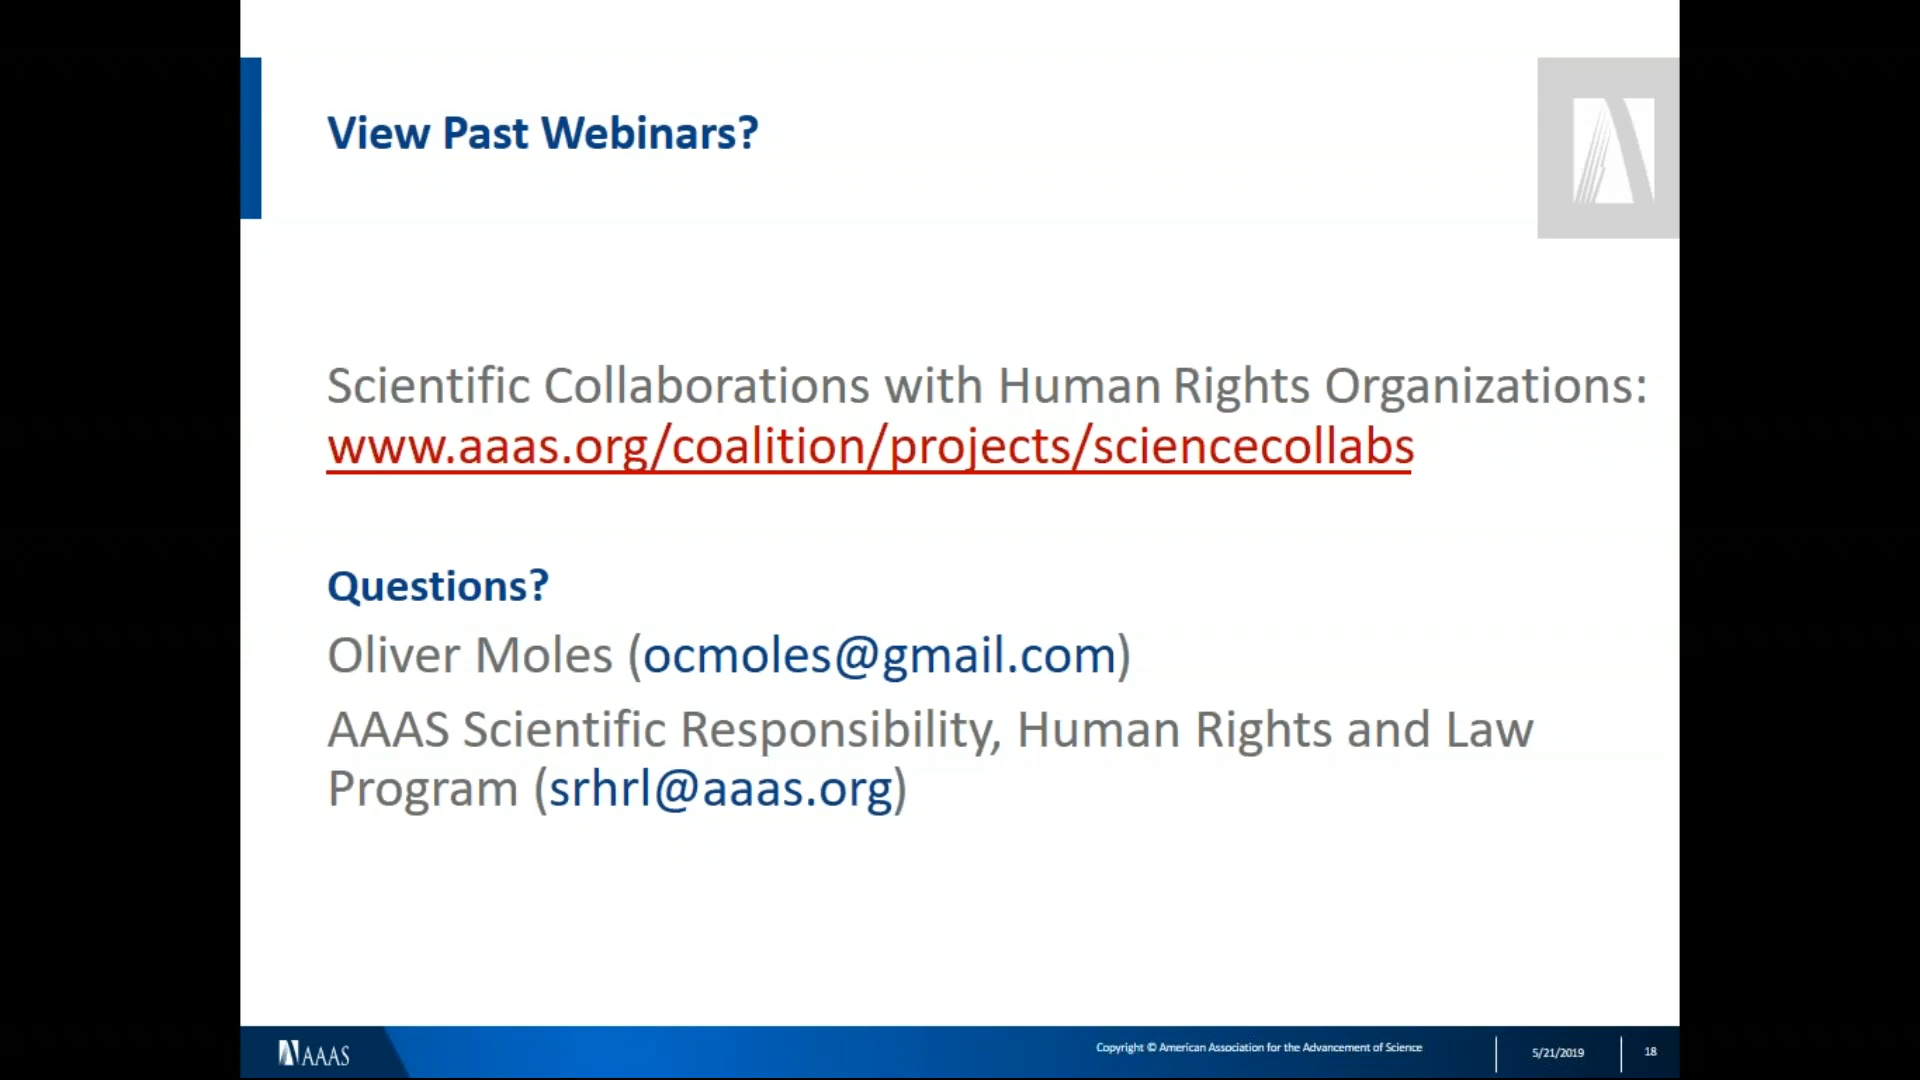 View Past Webinars?
Scientific Collaborations with Human Rights Organizations:
www.aaas.org/coalition/projects/sciencecollabs
Questions?
Oliver Moles (ocmoles@gmail.com)
AAAS Scientific Responsibility, Human Rights and Law
Program (srhrl@aaas.org)
AAAS
Copyright © American Association for the Advancement of Science
5/21/2019
18